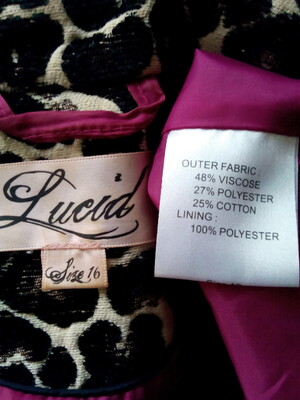 Lucid
Size 16
OUTER FABRIC :
48% VISCOSE
27% POLYESTER
25% COTTON
LINING :
100% POLYESTER